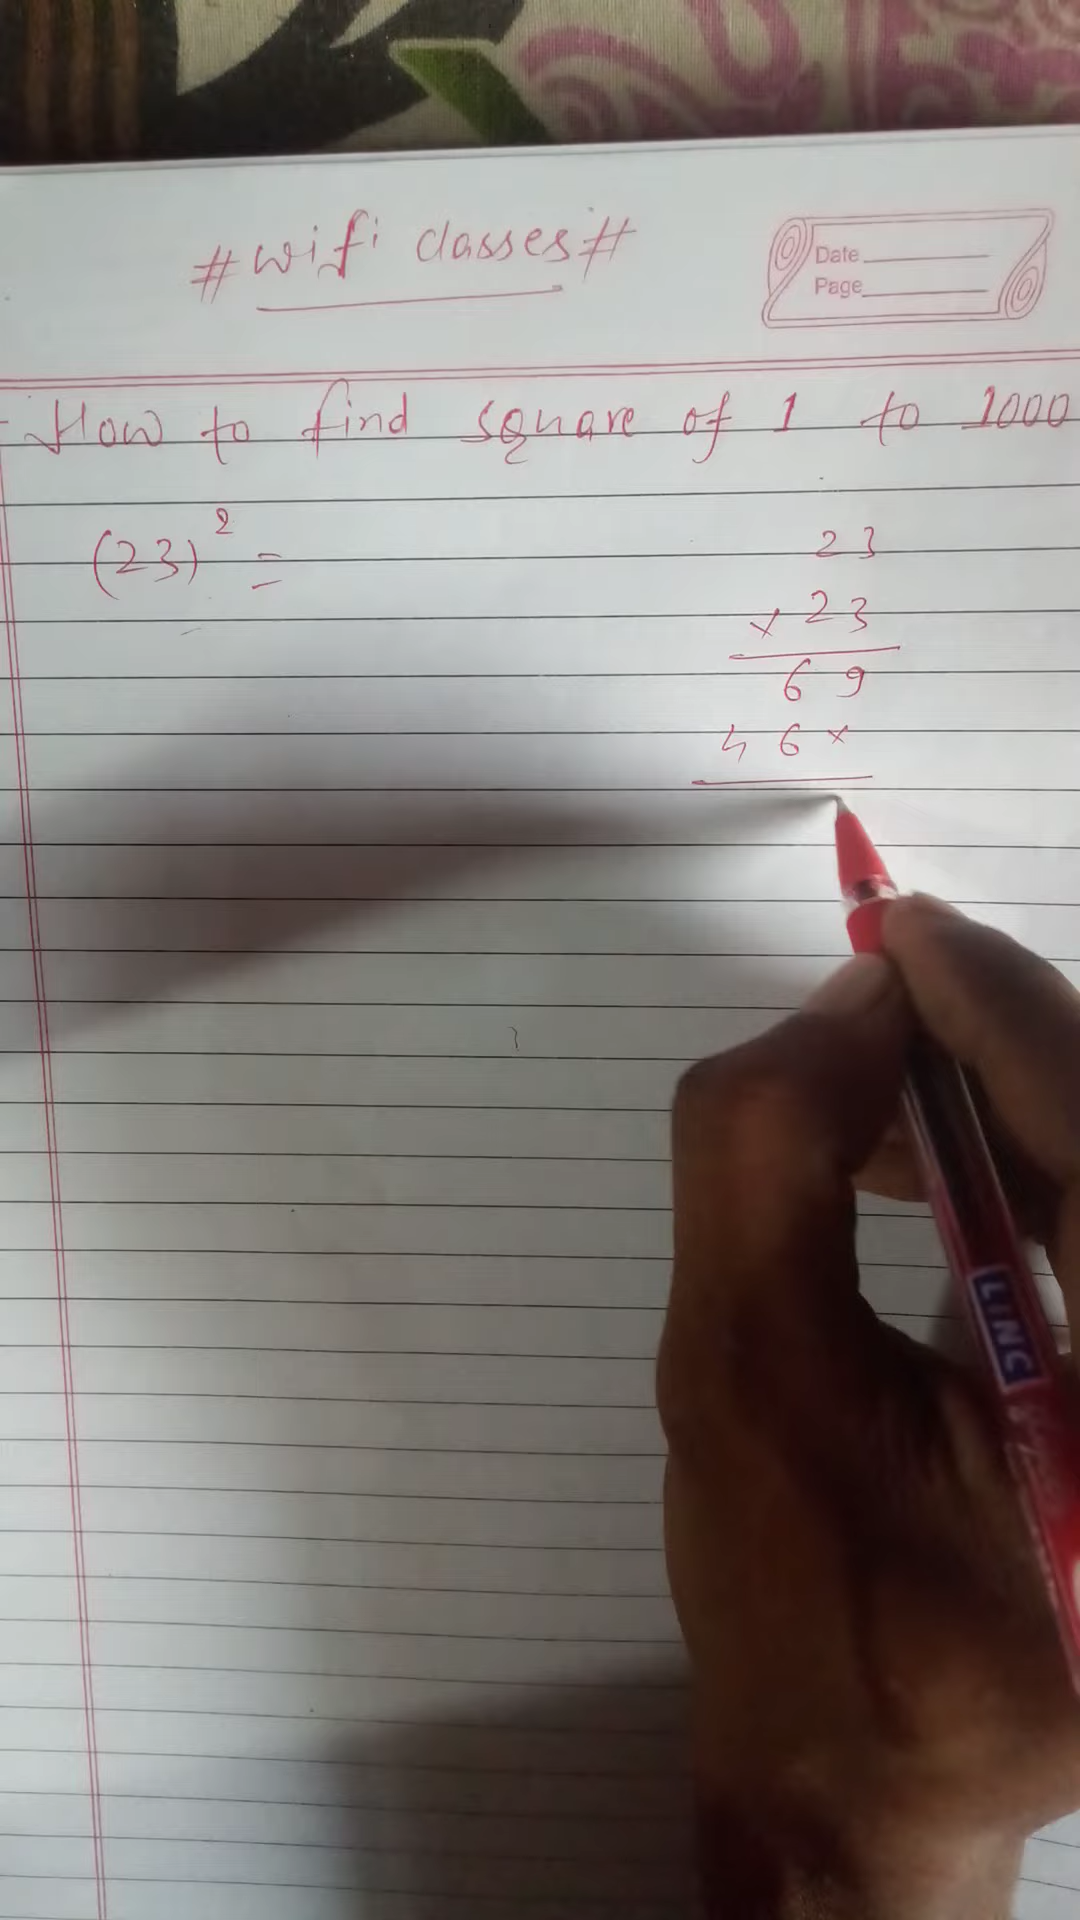 #wifi classes#
Date
Page
How to find square of 1 to 1000
(23)² =
23
× 23
69
46×
LINC